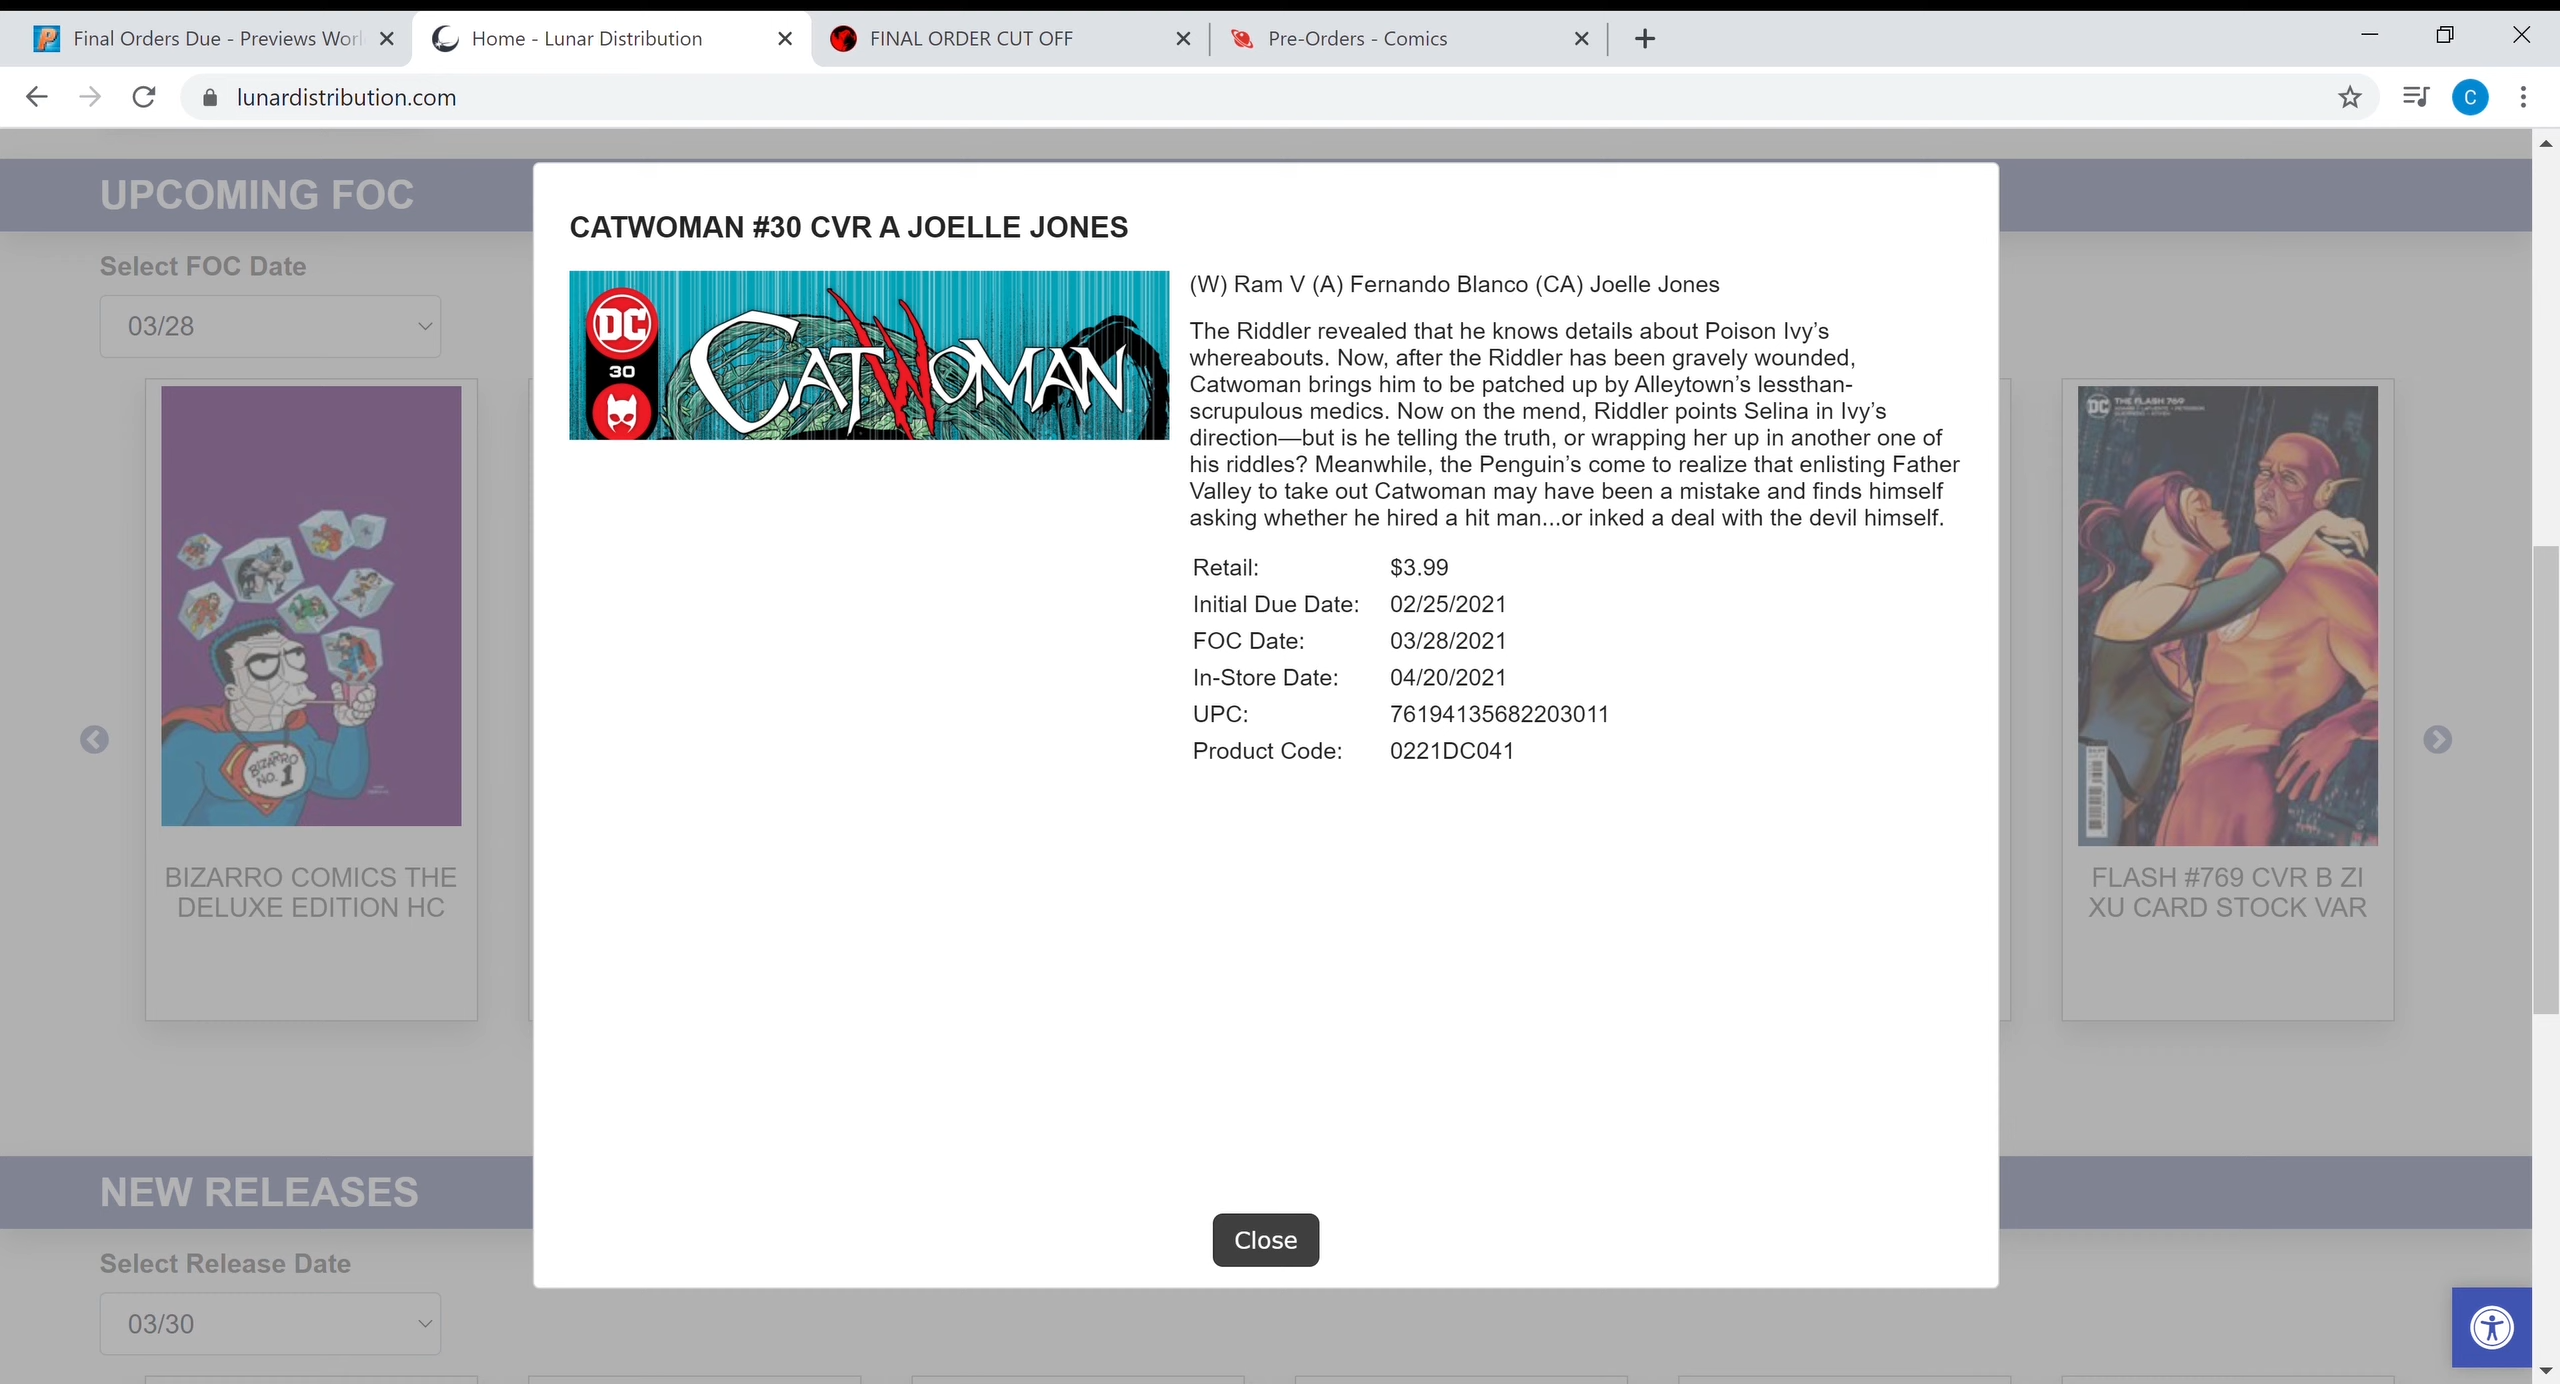 Final Orders Due - Previews Worl
Home - Lunar Distribution
FINAL ORDER CUT OFF
Pre-Orders - Comics
lunardistribution.com
C
UPCOMING FOC
Select FOC Date
03/28
BIZARRO NO. 1
BIZARRO COMICS THE
DELUXE EDITION HC
CATWOMAN #30 CVR A JOELLE JONES
DC
30
CATWOMAN
(W) Ram V (A) Fernando Blanco (CA) Joelle Jones
The Riddler revealed that he knows details about Poison Ivy’s
whereabouts. Now, after the Riddler has been gravely wounded,
Catwoman brings him to be patched up by Alleytown’s lessthan-
scrupulous medics. Now on the mend, Riddler points Selina in Ivy’s
direction—but is he telling the truth, or wrapping her up in another one of
his riddles? Meanwhile, the Penguin’s come to realize that enlisting Father
Valley to take out Catwoman may have been a mistake and finds himself
asking whether he hired a hit man...or inked a deal with the devil himself.
Retail: $3.99
Initial Due Date: 02/25/2021
FOC Date: 03/28/2021
In-Store Date: 04/20/2021
UPC: 76194135682203011
Product Code: 0221DC041
Close
DC THE FLASH 769
FLASH #769 CVR B ZI
XU CARD STOCK VAR
NEW RELEASES
Select Release Date
03/30